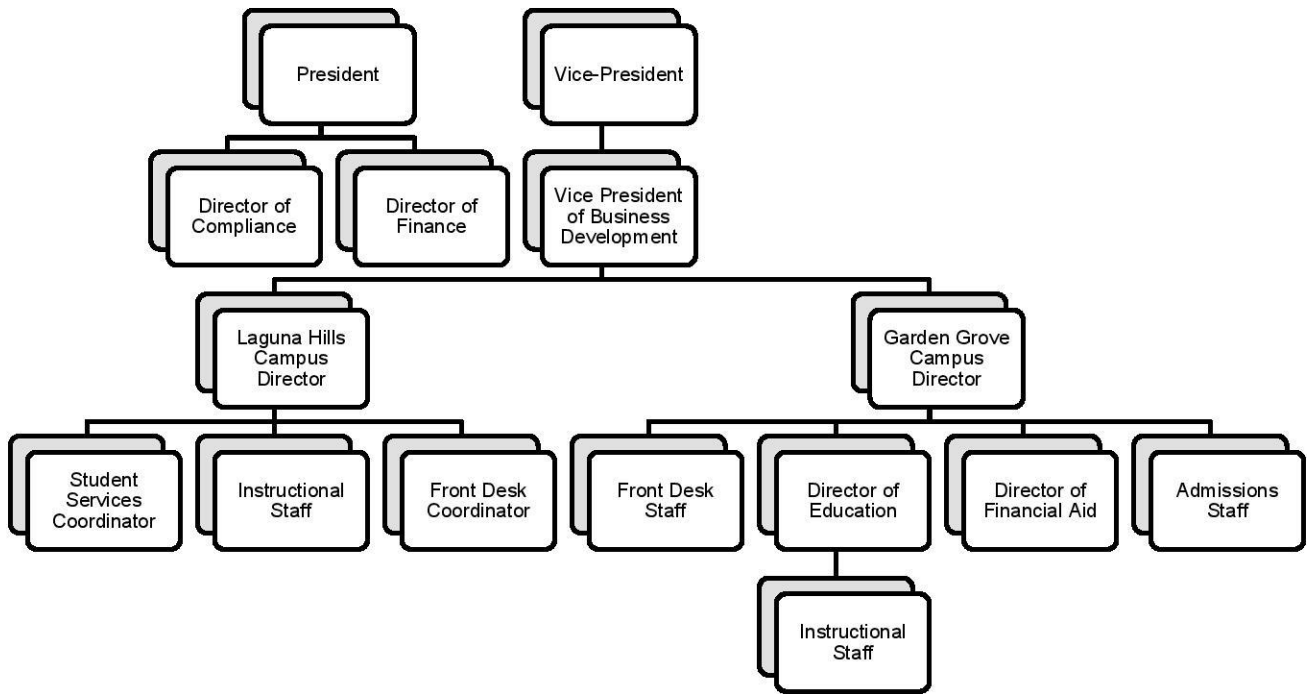 President
Vice-President
Director of
Compliance
Director of
Finance
Vice President
of Business
Development
Laguna Hills
Campus
Director
Garden Grove
Campus
Director
Student
Services
Coordinator
Instructional
Staff
Front Desk
Coordinator
Front Desk
Staff
Director of
Education
Director of
Financial Aid
Admissions
Staff
Instructional
Staff